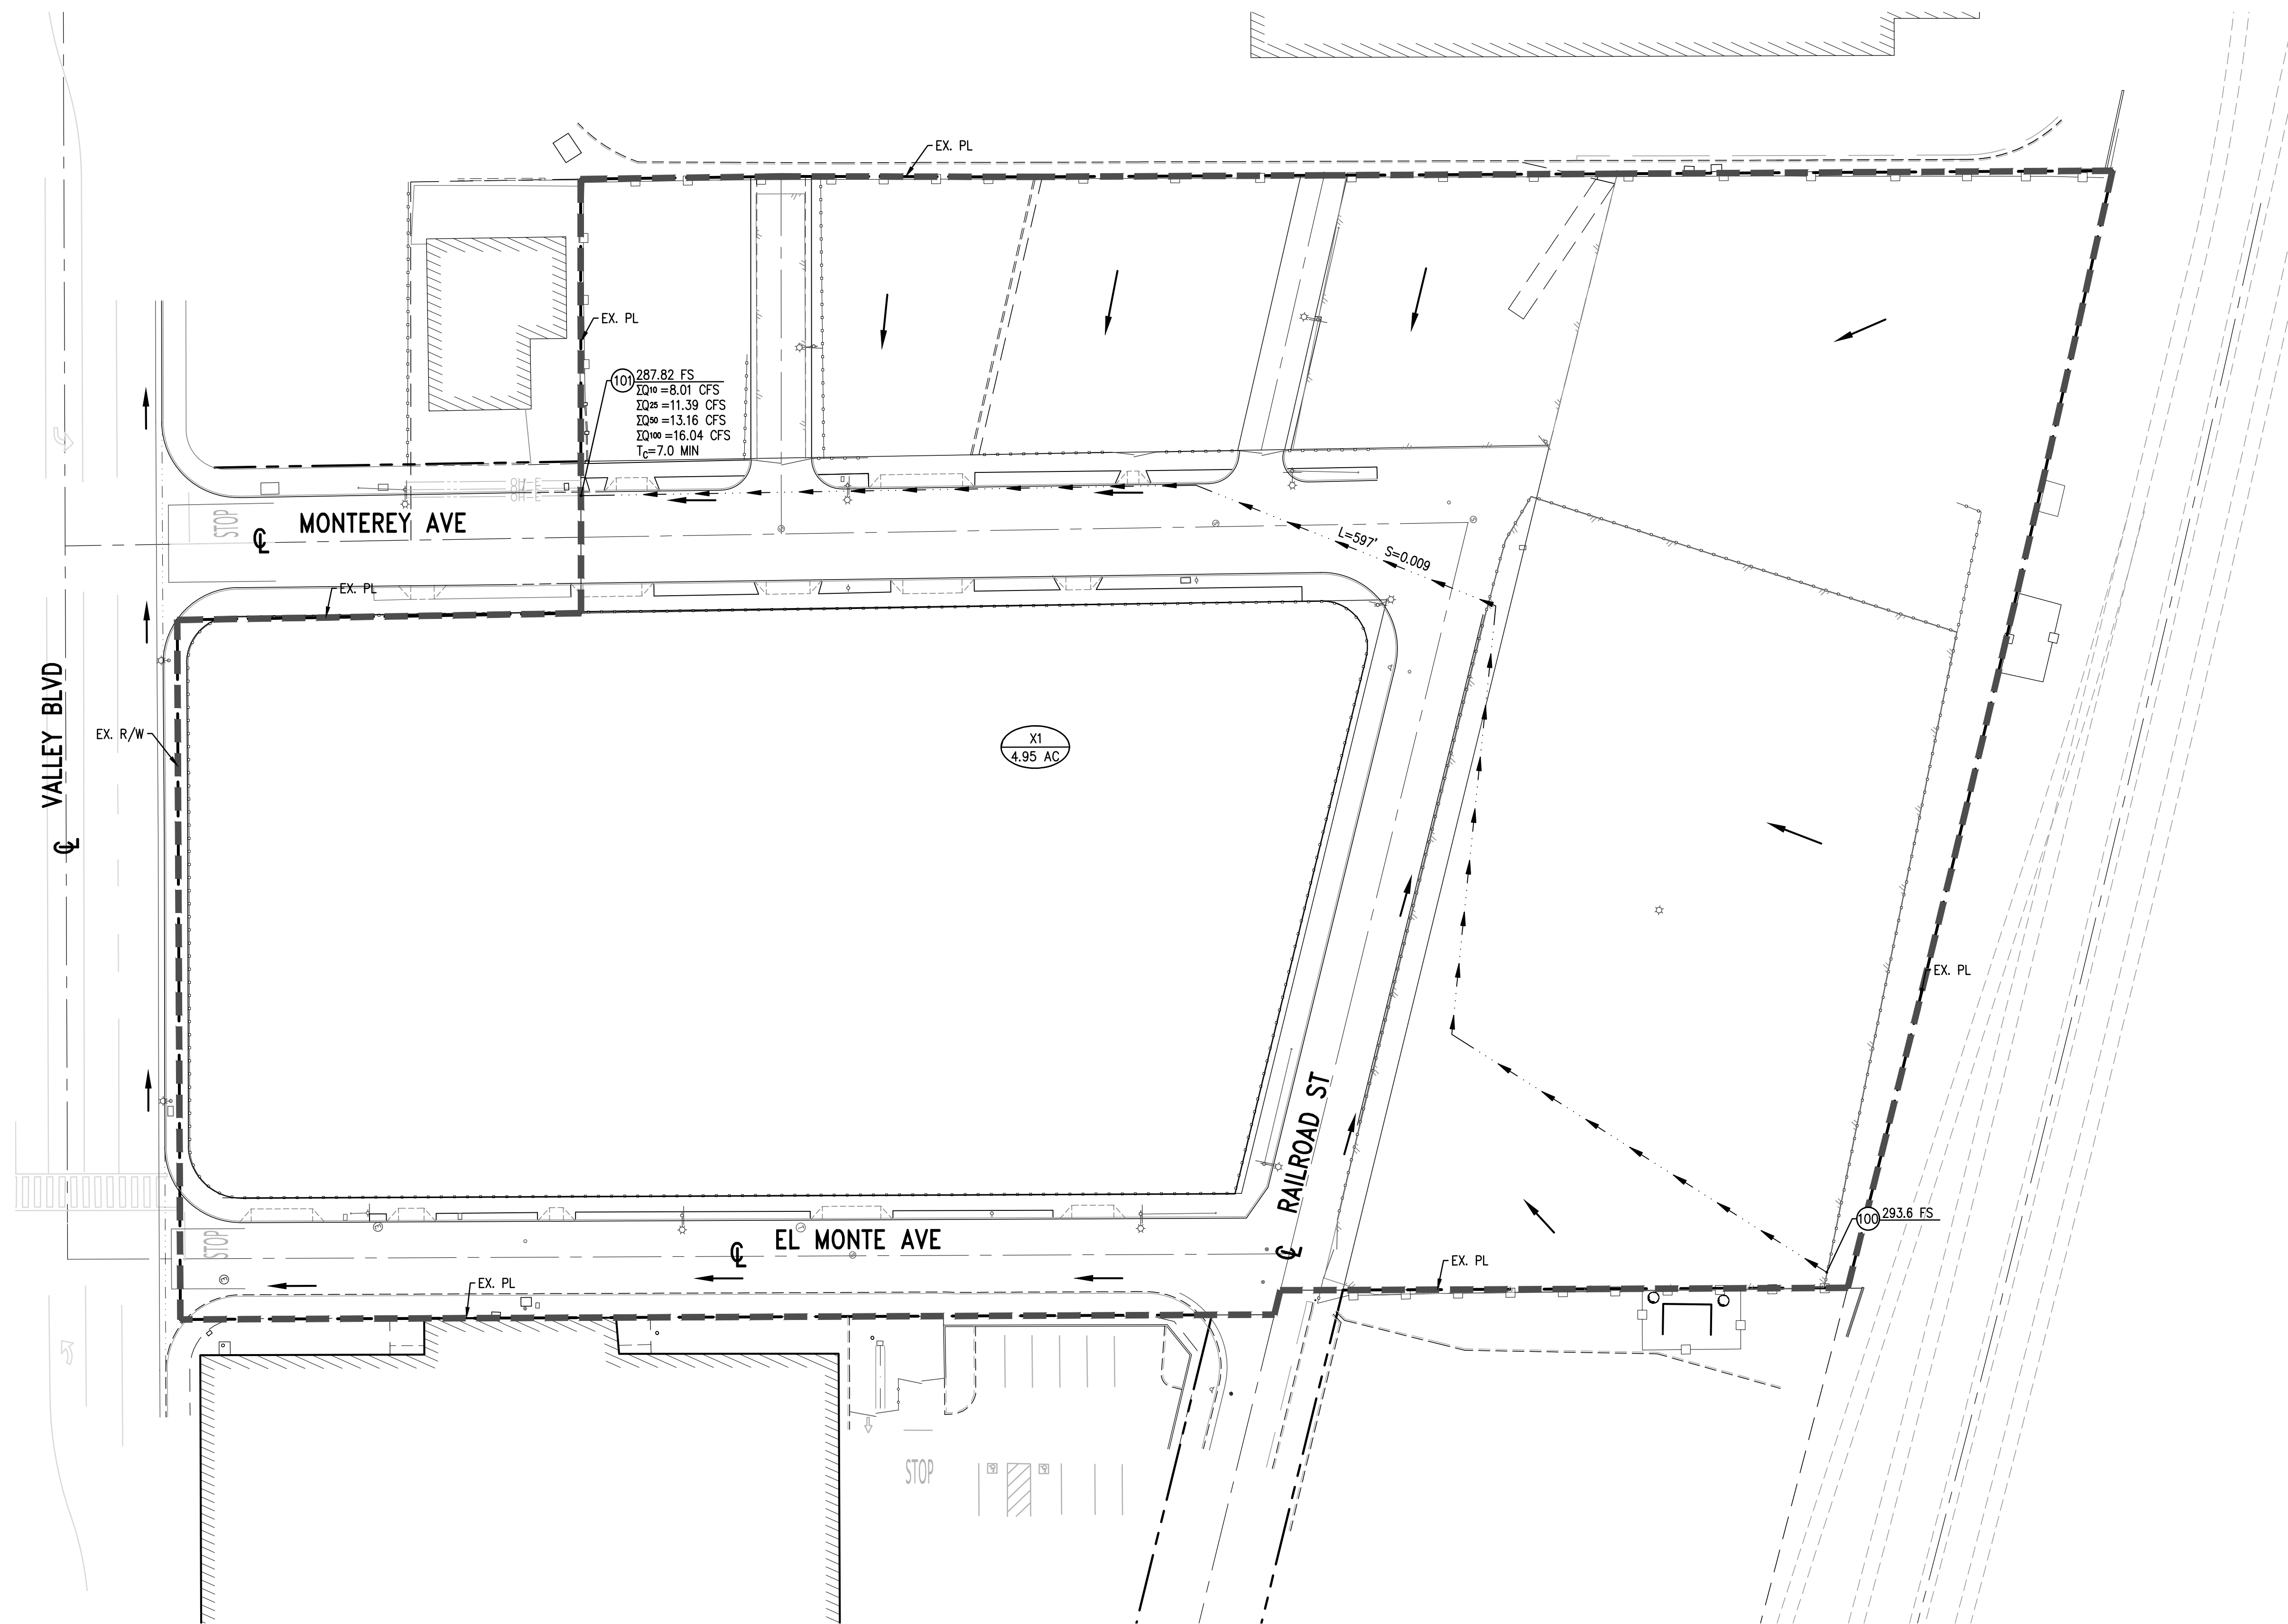 EX. PL
EX. PL
101 287.82 FS
ΣQ10 =8.01 CFS
ΣQ25 =11.39 CFS
ΣQ50 =13.16 CFS
ΣQ100 =16.04 CFS
Tc=7.0 MIN
STOP
MONTEREY AVE
L=597' S=0.009
EX. PL
VALLEY BLVD
EX. R/W
X1
4.95 AC
EX. PL
RAILROAD ST
100 293.6 FS
STOP
EL MONTE AVE
EX. PL
EX. PL
STOP